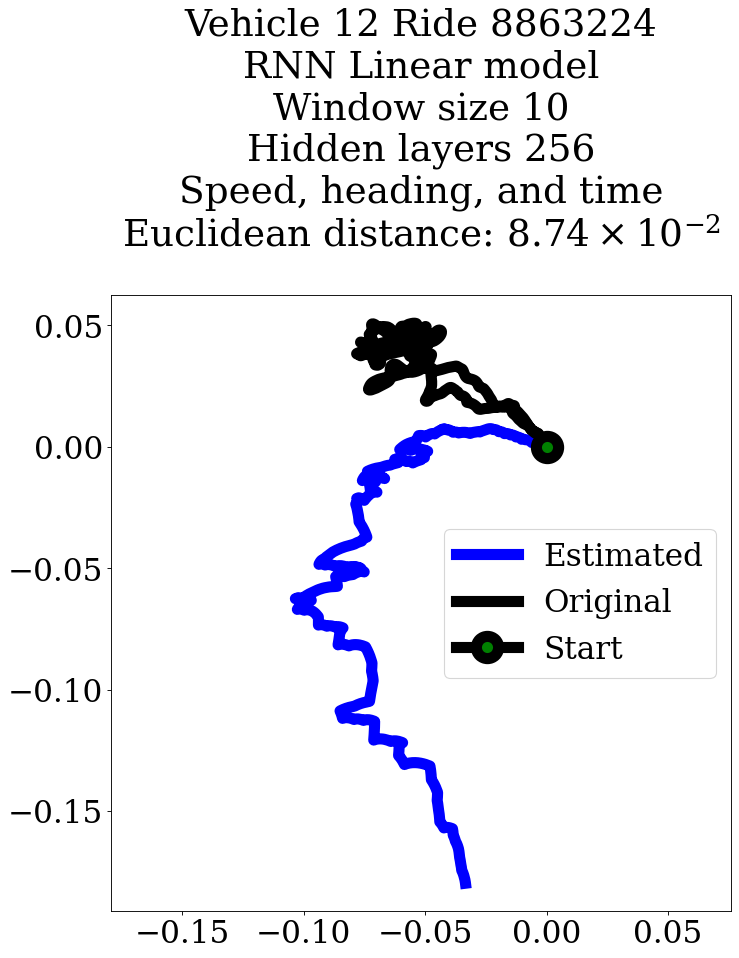 Vehicle 12 Ride 8863224
RNN Linear model
Window size 10
Hidden layers 256
Speed, heading, and time
Euclidean distance: 8.74 × 10⁻²
0.05
0.00
−0.05
−0.10
−0.15
Estimated
Original
Start
−0.15 −0.10 −0.05 0.00 0.05